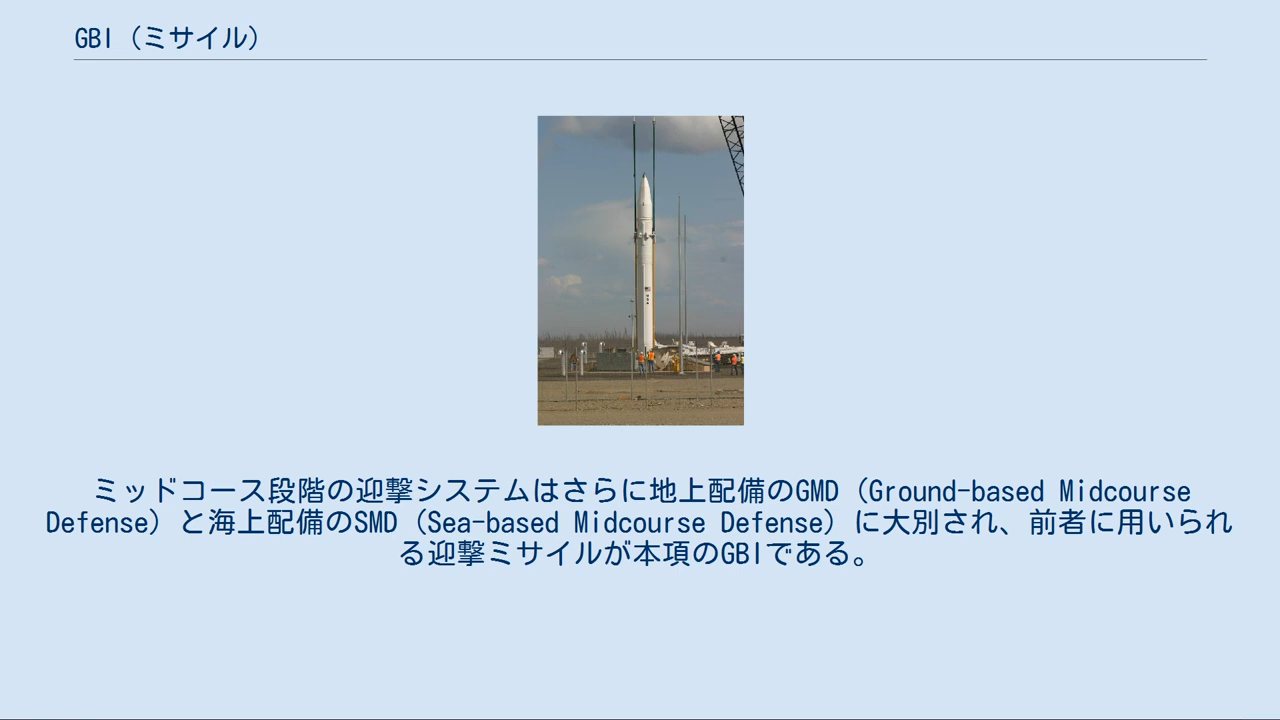 GBI（ミサイル）
ミッドコース段階の迎撃システムはさらに地上配備のGMD（Ground-based Midcourse
Defense）と海上配備のSMD（Sea-based Midcourse Defense）に大別され、前者に用いられ
る迎撃ミサイルが本項のGBIである。